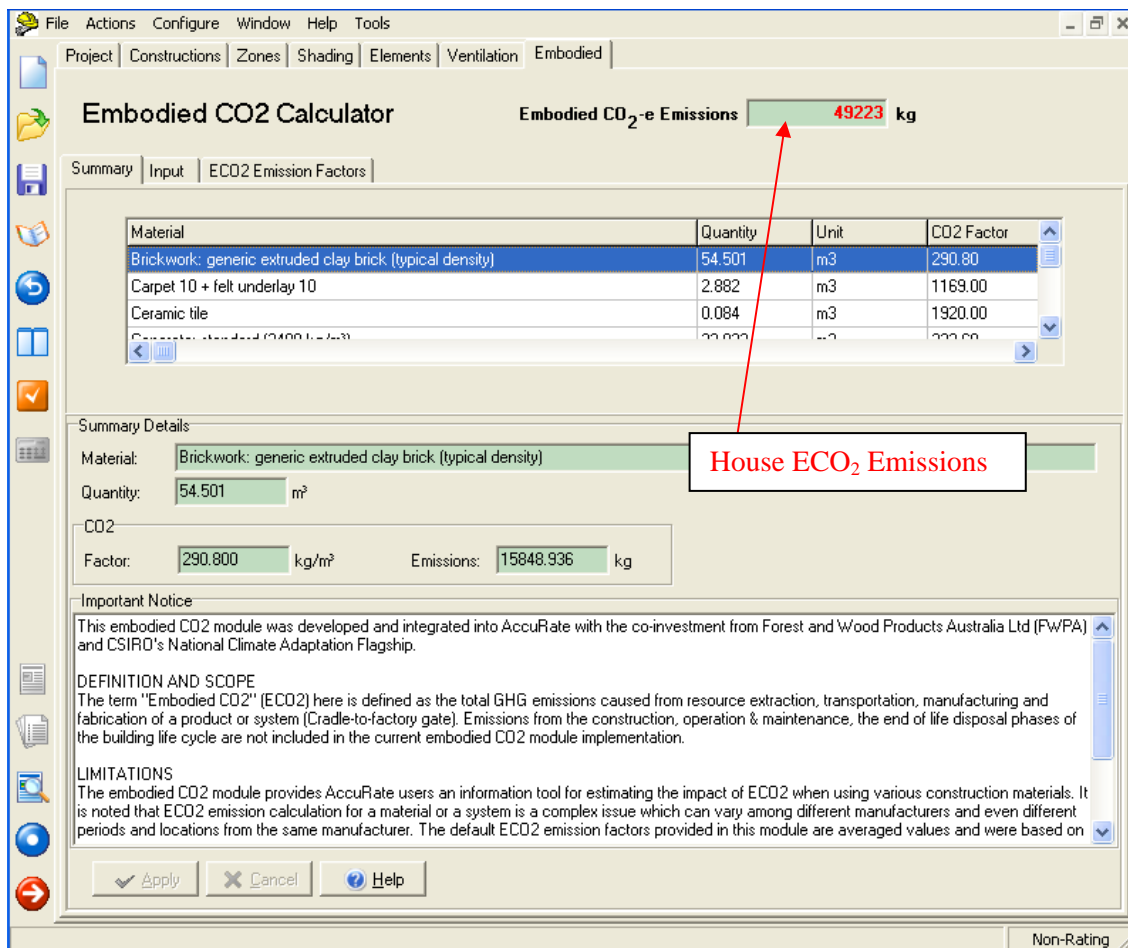 File Actions Configure Window Help Tools
Project Constructions Zones Shading Elements Ventilation Embodied
Embodied CO2 Calculator
Embodied CO2-e Emissions 49223 kg
Summary Input ECO2 Emission Factors
Material Quantity Unit CO2 Factor
Brickwork: generic extruded clay brick (typical density) 54.501 m3 290.80
Carpet 10 + felt underlay 10 2.882 m3 1169.00
Ceramic tile 0.084 m3 1920.00
Summary Details
Material: Brickwork: generic extruded clay brick (typical density)
House ECO2 Emissions
Quantity: 54.501 m³
CO2
Factor: 290.800 kg/m³ Emissions: 15848.936 kg
Important Notice
This embodied CO2 module was developed and integrated into AccuRate with the co-investment from Forest and Wood Products Australia Ltd (FWPA)
and CSIRO's National Climate Adaptation Flagship.
DEFINITION AND SCOPE
The term "Embodied CO2" (ECO2) here is defined as the total GHG emissions caused from resource extraction, transportation, manufacturing and
fabrication of a product or system (Cradle-to-factory gate). Emissions from the construction, operation & maintenance, the end of life disposal phases of
the building life cycle are not included in the current embodied CO2 module implementation.
LIMITATIONS
The embodied CO2 module provides AccuRate users an information tool for estimating the impact of ECO2 when using various construction materials. It
is noted that ECO2 emission calculation for a material or a system is a complex issue which can vary among different manufacturers and even different
periods and locations from the same manufacturer. The default ECO2 emission factors provided in this module are averaged values and were based on
Apply Cancel Help
Non-Rating